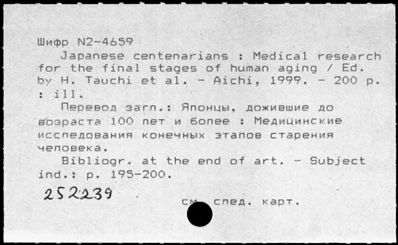 Шифр N2-4659
Japanese centenarians : Medical research
for the final stages of human aging / Ed.
by H. Tauchi et al. - Aichi, 1999. - 200 p.
: ill.
Перевод загл.: Японцы, дожившие до
возраста 100 лет и более : Медицинские
исследования конечных этапов старения
человека.
Bibliogr. at the end of art. - Subject
ind.: p. 195-200.
252239
см. след. карт.